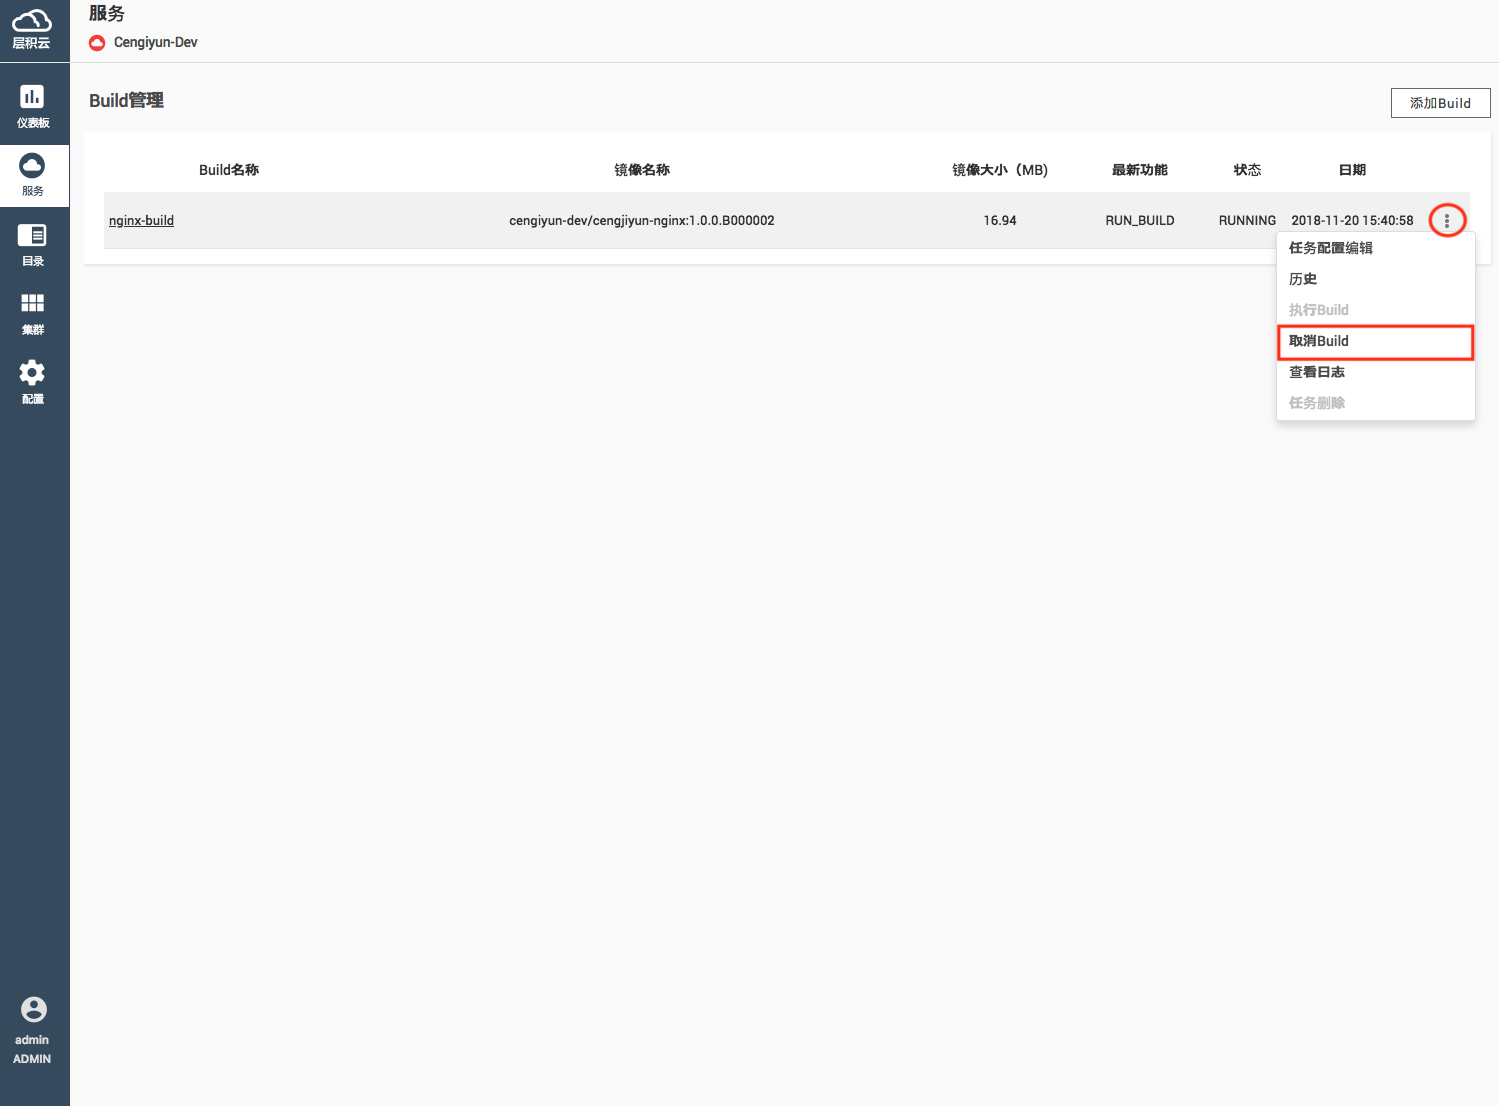 层积云
服务
Cengiyun-Dev
仪表板
服务
目录
集群
配置
admin
ADMIN
Build管理
添加Build
Build名称 镜像名称 镜像大小（MB） 最新功能 状态 日期
nginx-build cengiyun-dev/cengjiyun-nginx:1.0.0.B000002 16.94 RUN_BUILD RUNNING 2018-11-20 15:40:58
任务配置编辑
历史
执行Build
取消Build
查看日志
任务删除